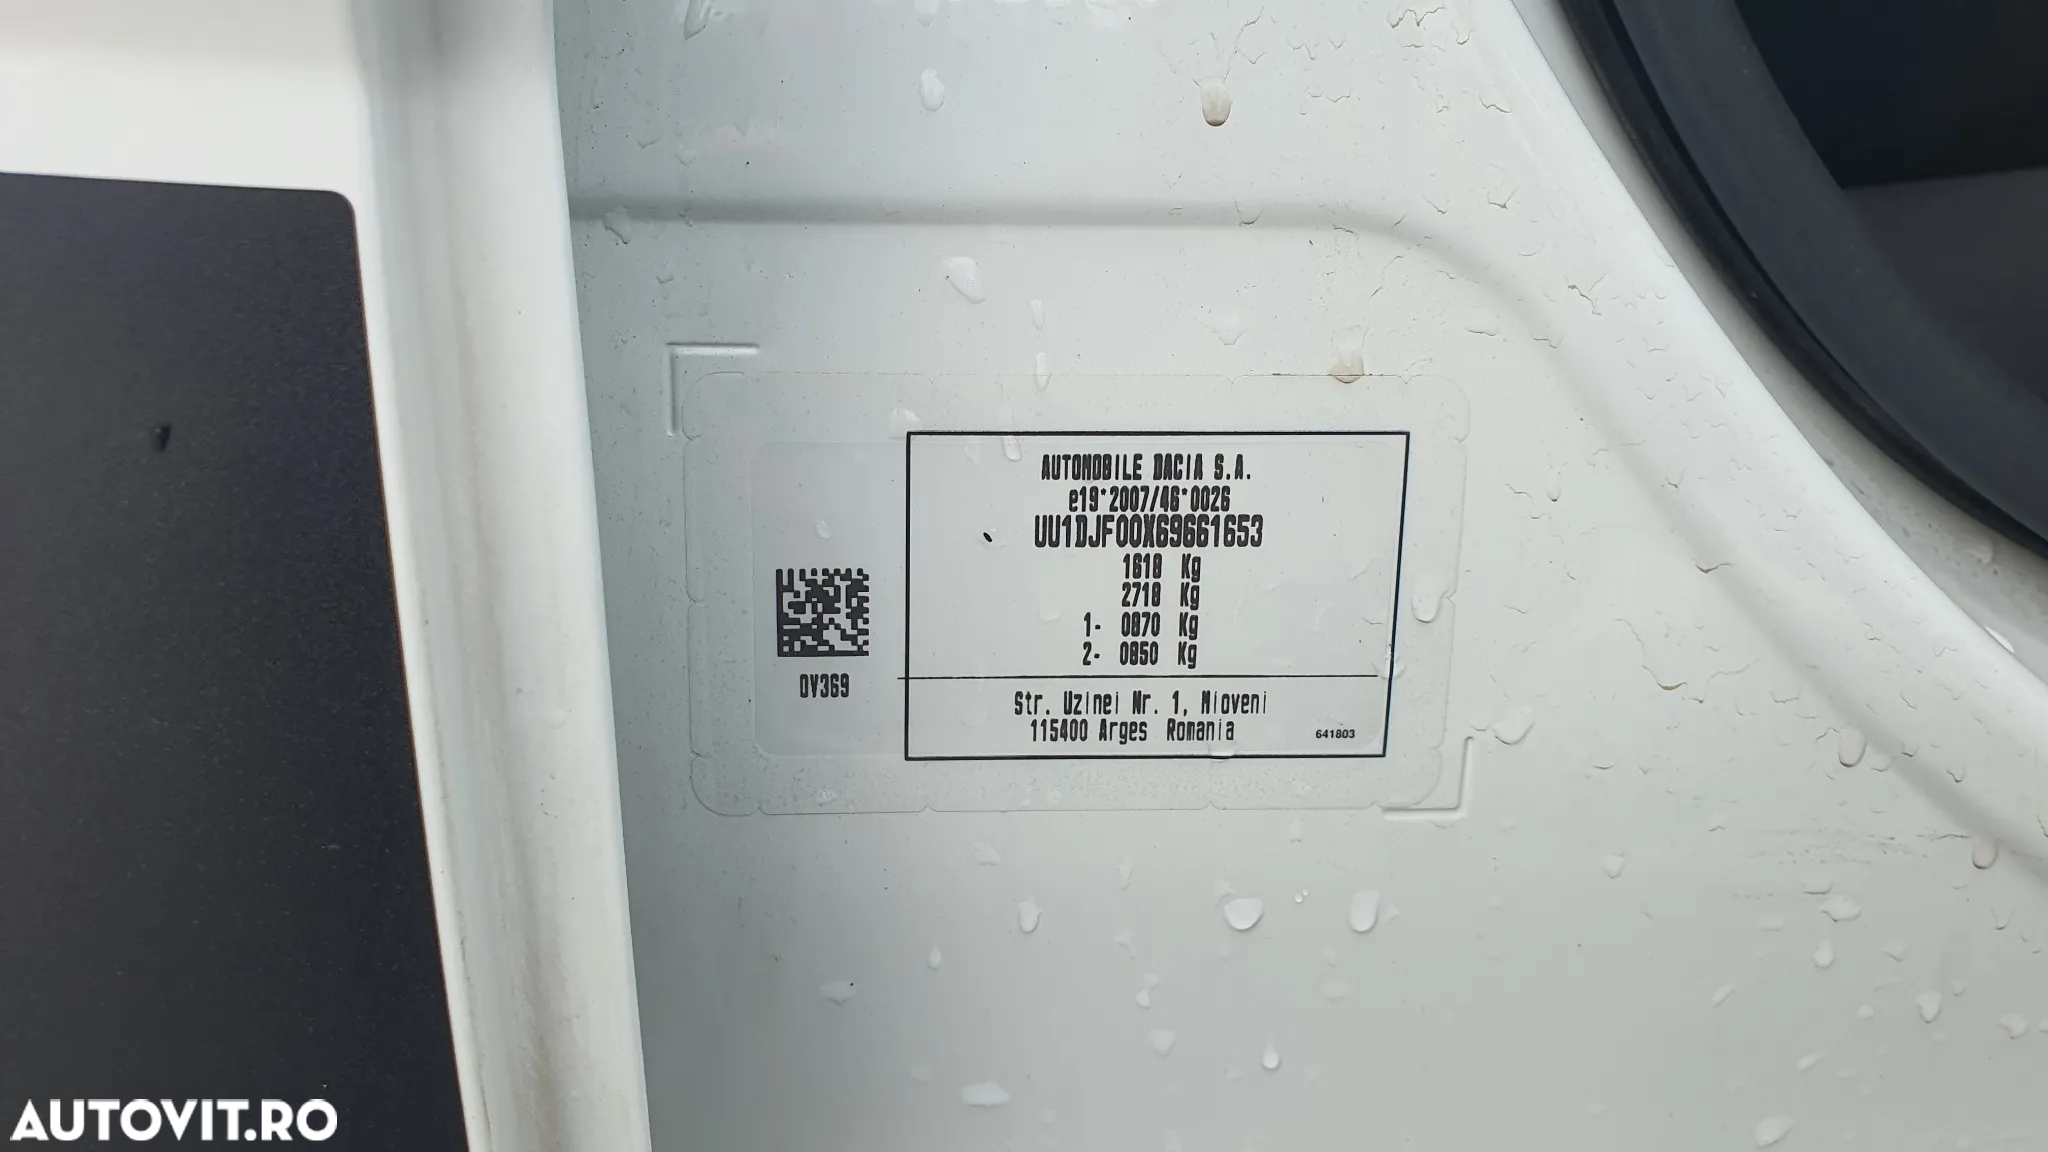 AUTOMOBILE DACIA S.A.
e19*2007/46*0026
UU1DJF00X69661653
1618 Kg
2718 Kg
1- 0870 Kg
2- 0850 Kg
0V369
Str. Uzinei Nr. 1, Mioveni
115400 Arges Romania
641803
AUTOVIT.RO